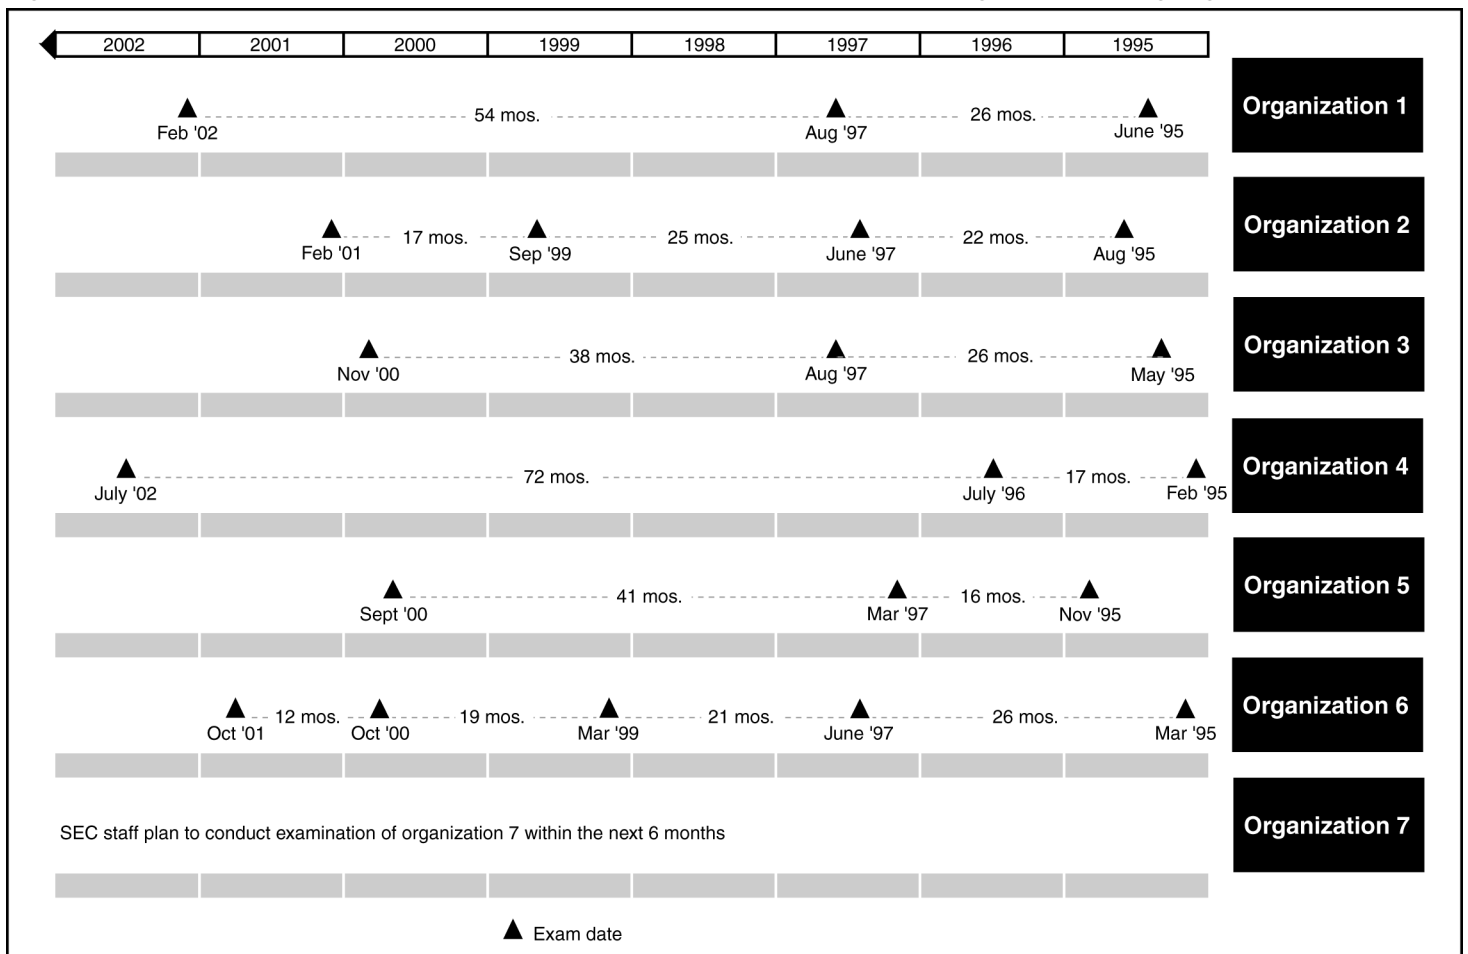 2002 2001 2000 1999 1998 1997 1996 1995
Organization 1
54 mos. 26 mos.
Feb '02 Aug '97 June '95
Organization 2
17 mos. 25 mos. 22 mos.
Feb '01 Sep '99 June '97 Aug '95
Organization 3
38 mos. 26 mos.
Nov '00 Aug '97 May '95
Organization 4
72 mos. 17 mos.
July '02 July '96 Feb '95
Organization 5
41 mos. 16 mos.
Sept '00 Mar '97 Nov '95
Organization 6
12 mos. 19 mos. 21 mos. 26 mos.
Oct '01 Oct '00 Mar '99 June '97 Mar '95
Organization 7
SEC staff plan to conduct examination of organization 7 within the next 6 months
Exam date